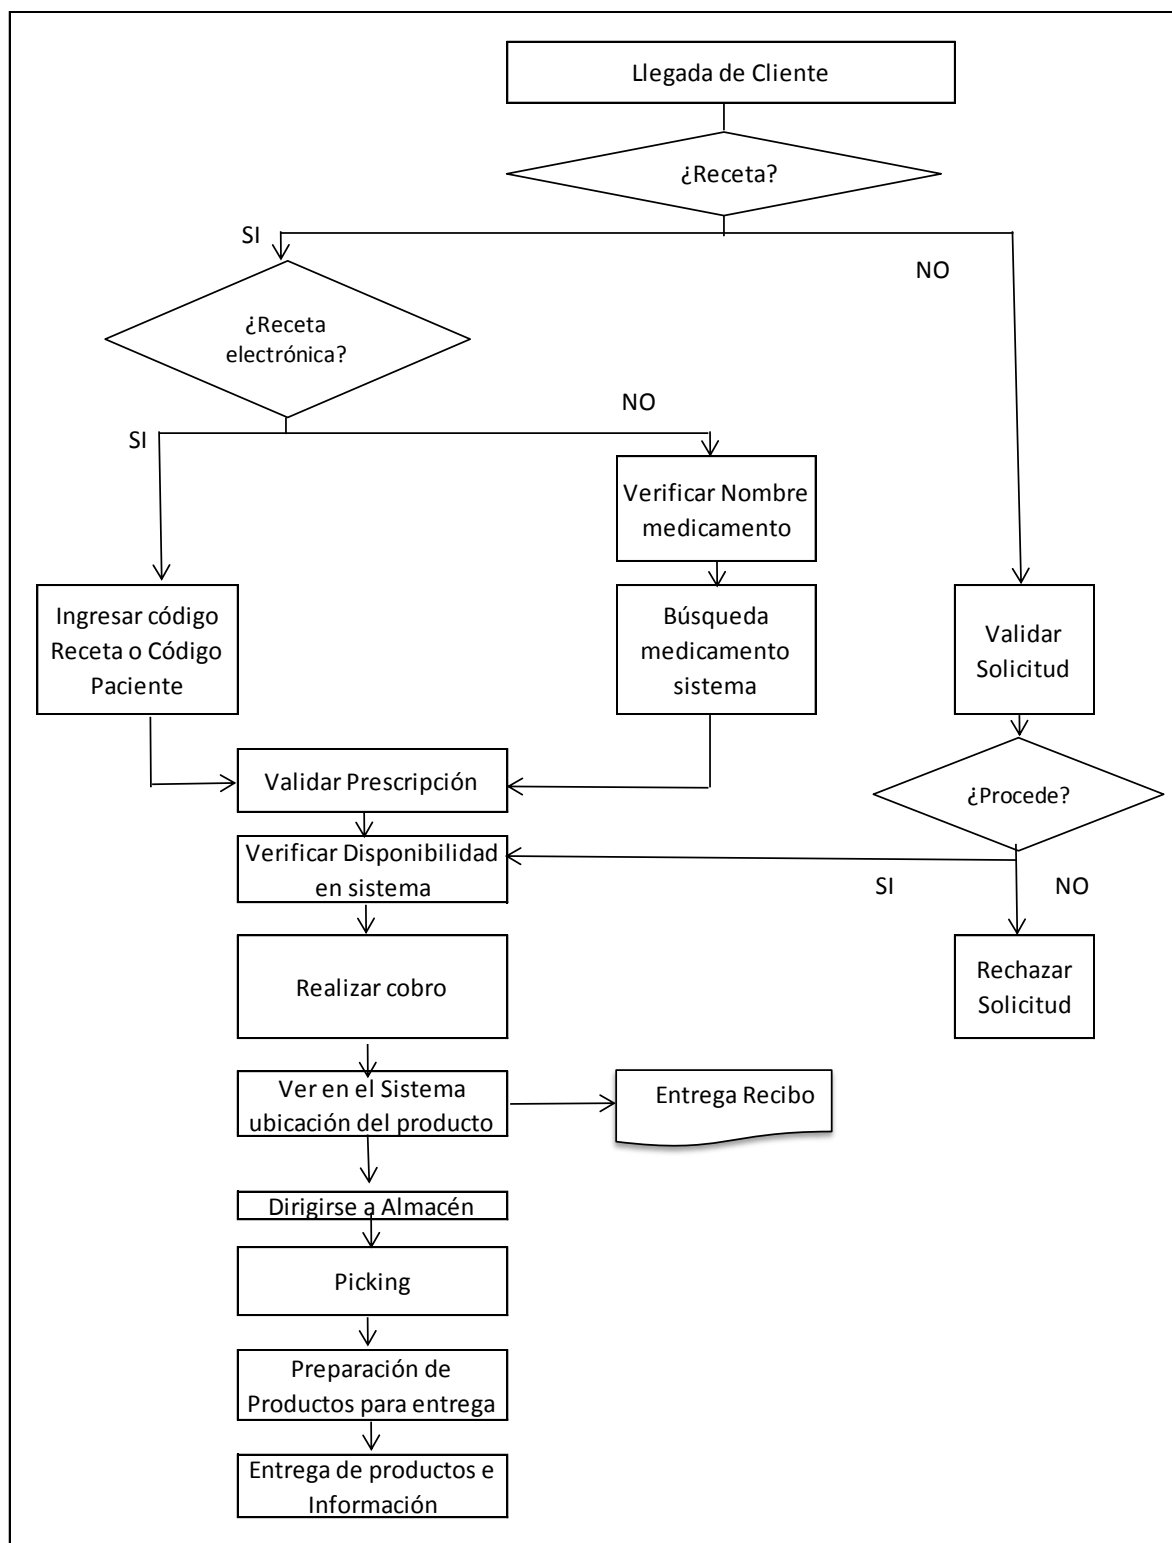 Llegada de Cliente
¿Receta?
SI
NO
¿Receta
electrónica?
SI
NO
Verificar Nombre
medicamento
Ingresar código
Receta o Código
Paciente
Búsqueda
medicamento
sistema
Validar
Solicitud
Validar Prescripción
¿Procede?
Verificar Disponibilidad
en sistema
SI
NO
Realizar cobro
Rechazar
Solicitud
Ver en el Sistema
ubicación del producto
Entrega Recibo
Dirigirse a Almacén
Picking
Preparación de
Productos para entrega
Entrega de productos e
Información